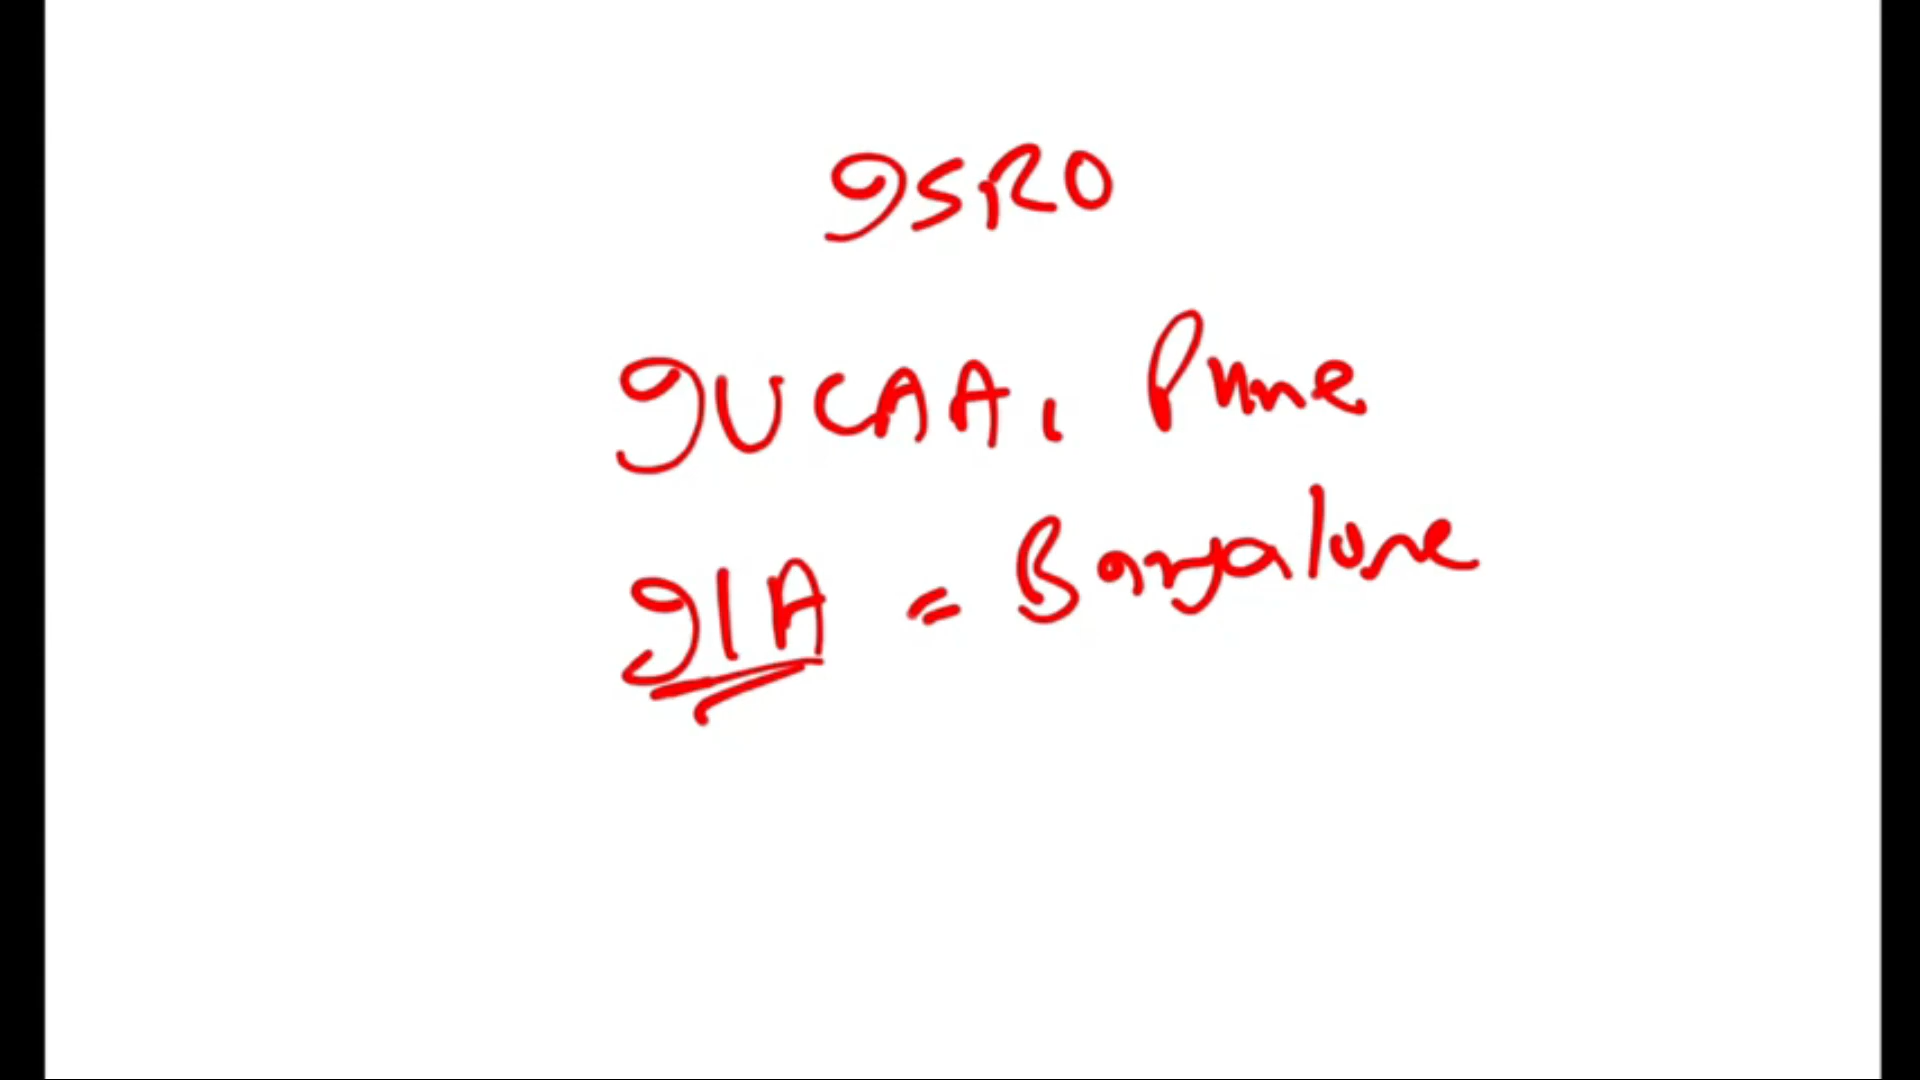 ISRO
IUCAA, Pune
IIA = Bangalore